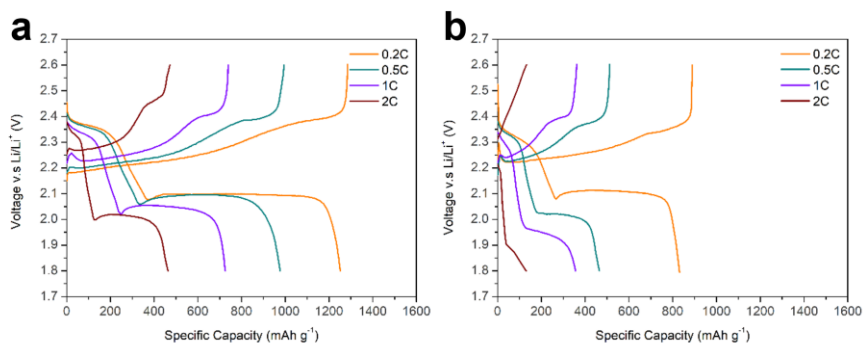 a
2.7
2.6
2.5
2.4
2.3
2.2
2.1
2.0
1.9
1.8
1.7
Voltage v.s Li/Li⁺ (V)
0.2C
0.5C
1C
2C
0 200 400 600 800 1000 1200 1400 1600
Specific Capacity (mAh g⁻¹)
b
2.7
2.6
2.5
2.4
2.3
2.2
2.1
2.0
1.9
1.8
1.7
Voltage v.s Li/Li⁺ (V)
0.2C
0.5C
1C
2C
0 200 400 600 800 1000 1200 1400 1600
Specific Capacity (mAh g⁻¹)